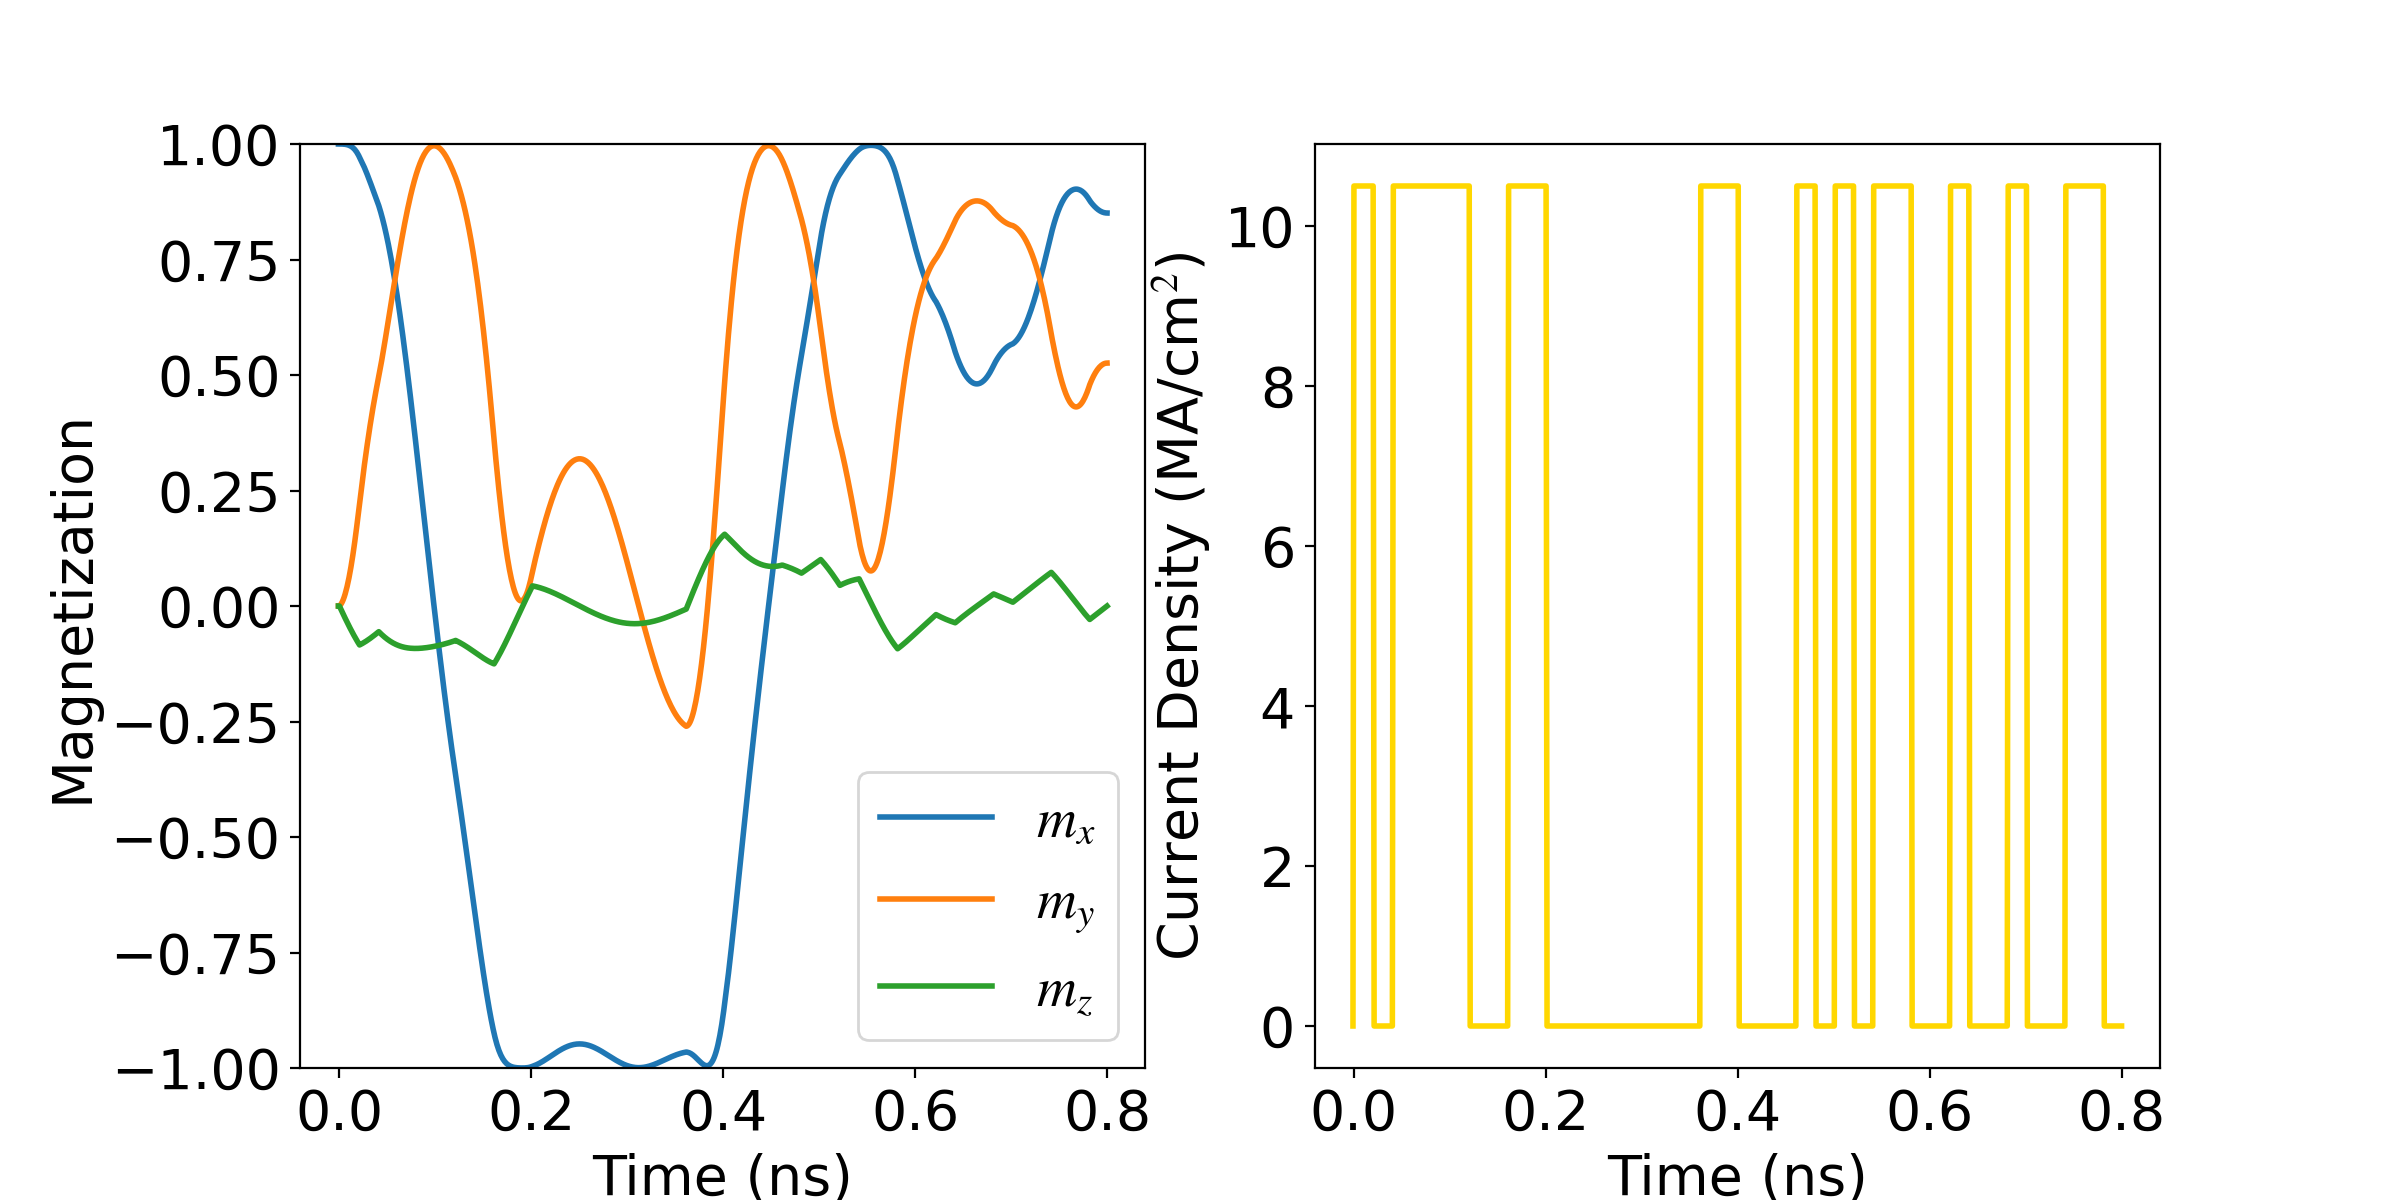 Magnetization
1.00
0.75
0.50
0.25
0.00
−0.25
−0.50
−0.75
−1.00
0.0 0.2 0.4 0.6 0.8
Time (ns)
m_x
m_y
m_z
Current Density (MA/cm²)
10
8
6
4
2
0
0.0 0.2 0.4 0.6 0.8
Time (ns)